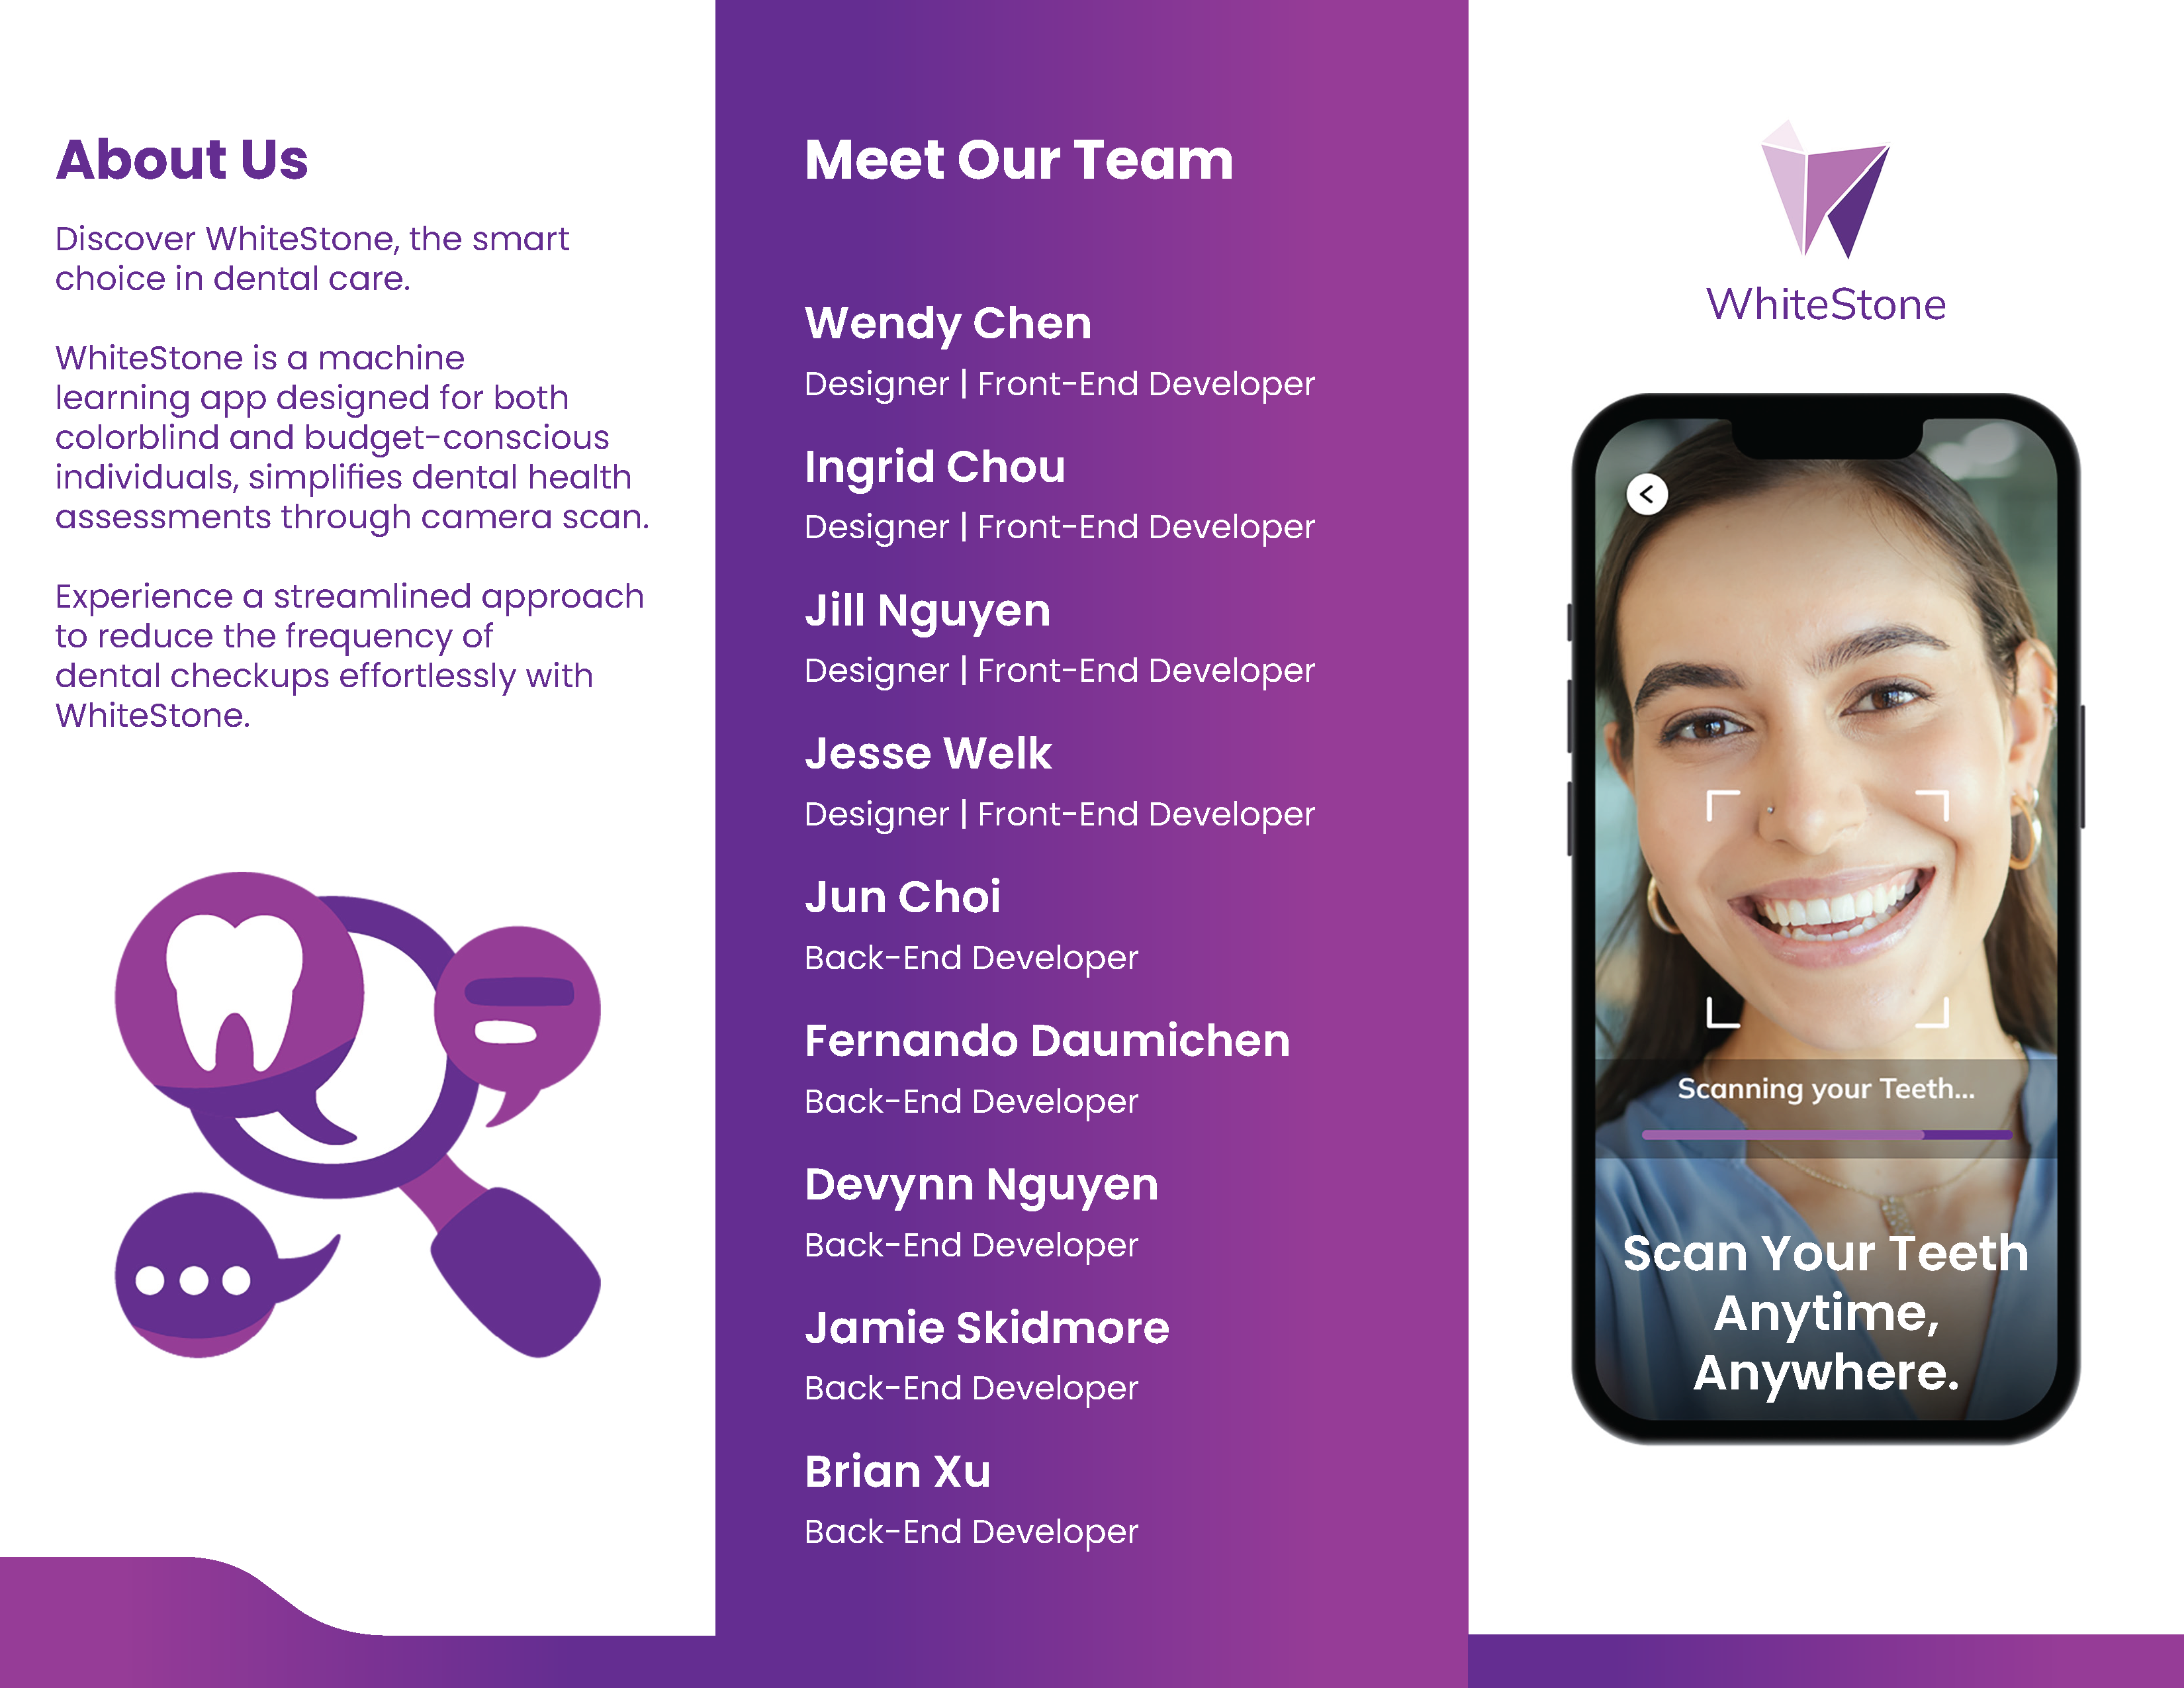 About Us
Discover WhiteStone, the smart
choice in dental care.
WhiteStone is a machine
learning app designed for both
colorblind and budget-conscious
individuals, simplifies dental health
assessments through camera scan.
Experience a streamlined approach
to reduce the frequency of
dental checkups effortlessly with
WhiteStone.
Meet Our Team
Wendy Chen
Designer | Front-End Developer
Ingrid Chou
Designer | Front-End Developer
Jill Nguyen
Designer | Front-End Developer
Jesse Welk
Designer | Front-End Developer
Jun Choi
Back-End Developer
Fernando Daumichen
Back-End Developer
Devynn Nguyen
Back-End Developer
Jamie Skidmore
Back-End Developer
Brian Xu
Back-End Developer
WhiteStone
Scanning your Teeth...
Scan Your Teeth
Anytime,
Anywhere.